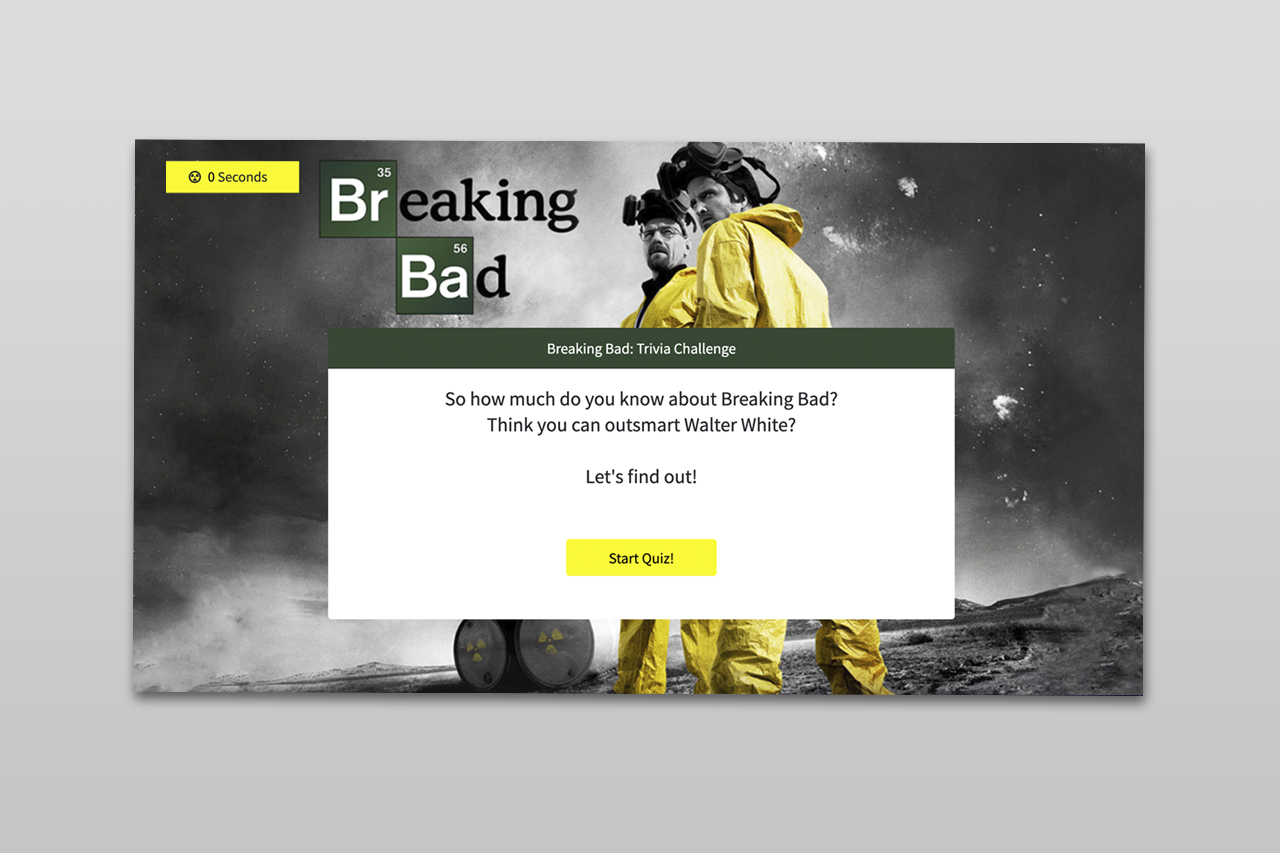 0 Seconds
35
Breaking
56
Bad
Breaking Bad: Trivia Challenge
So how much do you know about Breaking Bad?
Think you can outsmart Walter White?
Let's find out!
Start Quiz!